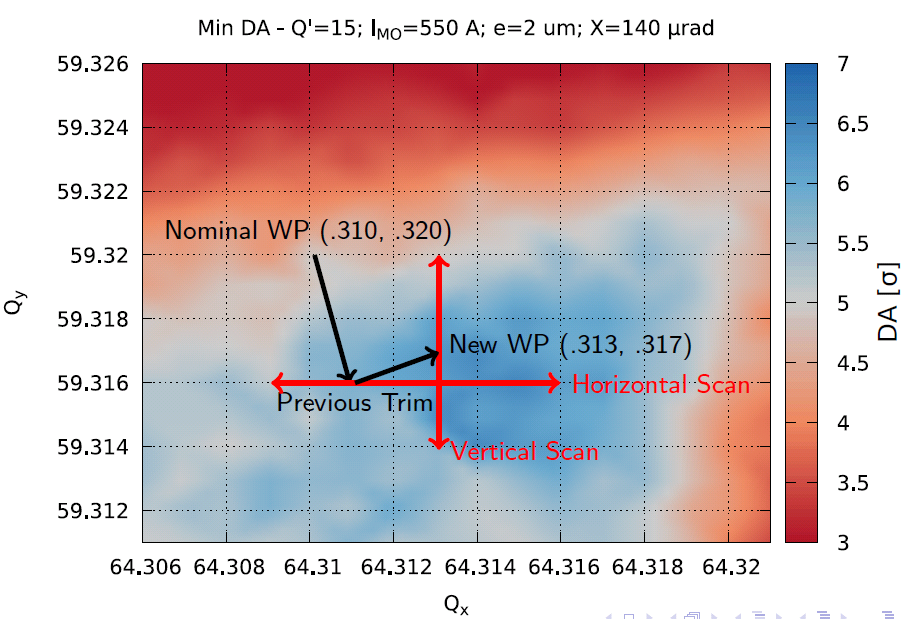 Min DA - Q'=15; I_MO=550 A; e=2 um; X=140 μrad
59.326
59.324
59.322
59.32
59.318
59.316
59.314
59.312
Q_y
Nominal WP (.310, .320)
New WP (.313, .317)
Horizontal Scan
Previous Trim
Vertical Scan
64.306 64.308 64.31 64.312 64.314 64.316 64.318 64.32
Q_x
7
6.5
6
5.5
5
4.5
4
3.5
3
DA [σ]